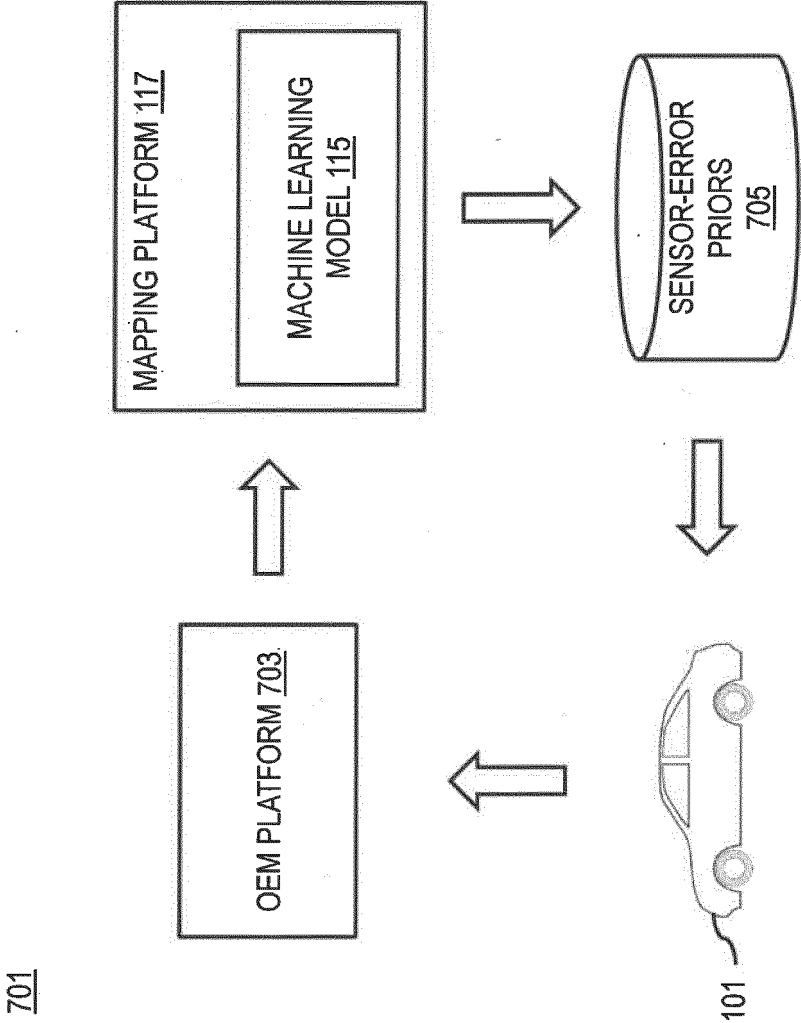 701
OEM PLATFORM 703
MAPPING PLATFORM 117
MACHINE LEARNING
MODEL 115
101
SENSOR-ERROR
PRIORS
705